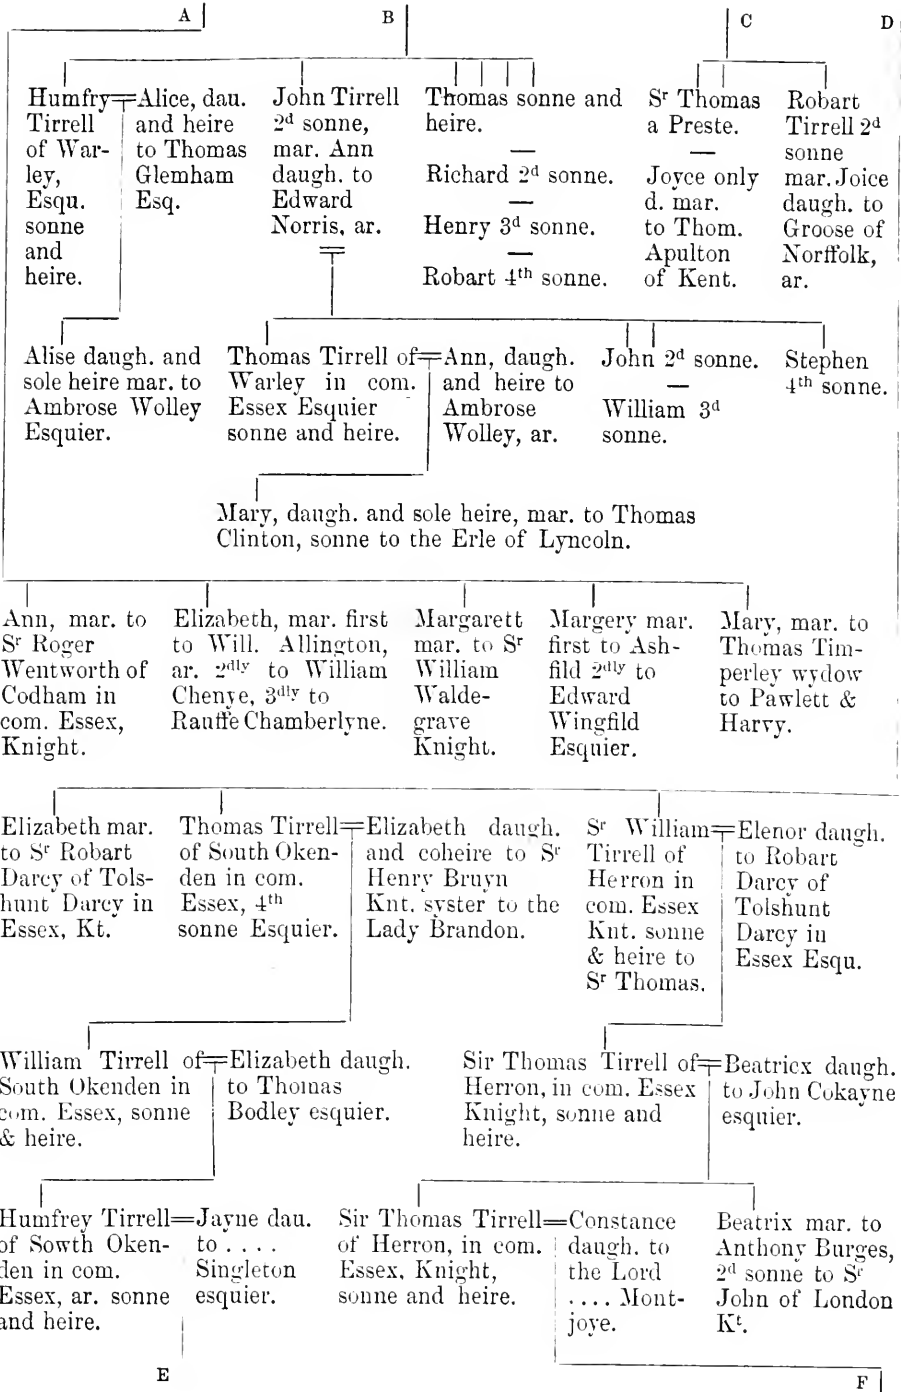 A
B
C
D
Humfry
Tirrell
of War-
ley,
Esqu.
sonne
and
heire.
Alice, dau.
and heire
to Thomas
Glemham
Esq.
John Tirrell
2d sonne,
mar. Ann
daugh. to
Edward
Norris, ar.
Thomas sonne and
heire.
—
Richard 2d sonne.
—
Henry 3d sonne.
—
Robart 4th sonne.
Sr Thomas
a Preste.
—
Joyce only
d. mar.
to Thom.
Apulton
of Kent.
Robart
Tirrell 2d
sonne
mar. Joice
daugh. to
Groose of
Norffolk,
ar.
Alise daugh. and
sole heire mar. to
Ambrose Wolley
Esquier.
Thomas Tirrell of
Warley in com.
Essex Esquier
sonne and heire.
Ann, daugh.
and heire to
Ambrose
Wolley, ar.
John 2d sonne.
—
William 3d
sonne.
Stephen
4th sonne.
Mary, daugh. and sole heire, mar. to Thomas
Clinton, sonne to the Erle of Lyncoln.
Ann, mar. to
Sr Roger
Wentworth of
Codham in
com. Essex,
Knight.
Elizabeth, mar. first
to Will. Allington,
ar. 2dly to William
Chenye, 3dly to
Rauffe Chamberlyne.
Margarett
mar. to Sr
William
Walde-
grave
Knight.
Margery mar.
first to Ash-
fild 2dly to
Edward
Wingfild
Esquier.
Mary, mar. to
Thomas Tim-
perley wydow
to Pawlett &
Harvy.
Elizabeth mar.
to Sr Robart
Darcy of Tols-
hunt Darcy in
Essex, Kt.
Thomas Tirrell
of South Oken-
den in com.
Essex, 4th
sonne Esquier.
Elizabeth daugh.
and coheire to Sr
Henry Bruyn
Knt. syster to the
Lady Brandon.
Sr William
Tirrell of
Herron in
com. Essex
Knt. sonne
& heire to
Sr Thomas.
Elenor daugh.
to Robart
Darcy of
Tolshunt
Darcy in
Essex Esqu.
William Tirrell of
South Okenden in
com. Essex, sonne
& heire.
Elizabeth daugh.
to Thomas
Bodley esquier.
Sir Thomas Tirrell of
Herron, in com. Essex
Knight, sonne and
heire.
Beatricx daugh.
to John Cokayne
esquier.
Humfrey Tirrell
of Sowth Oken-
den in com.
Essex, ar. sonne
and heire.
Jayne dau.
to . . . .
Singleton
esquier.
Sir Thomas Tirrell
of Herron, in com.
Essex, Knight,
sonne and heire.
Constance
daugh. to
the Lord
. . . . Mont-
joye.
Beatrix mar. to
Anthony Burges,
2d sonne to Sr
John of London
Kt.
E
F